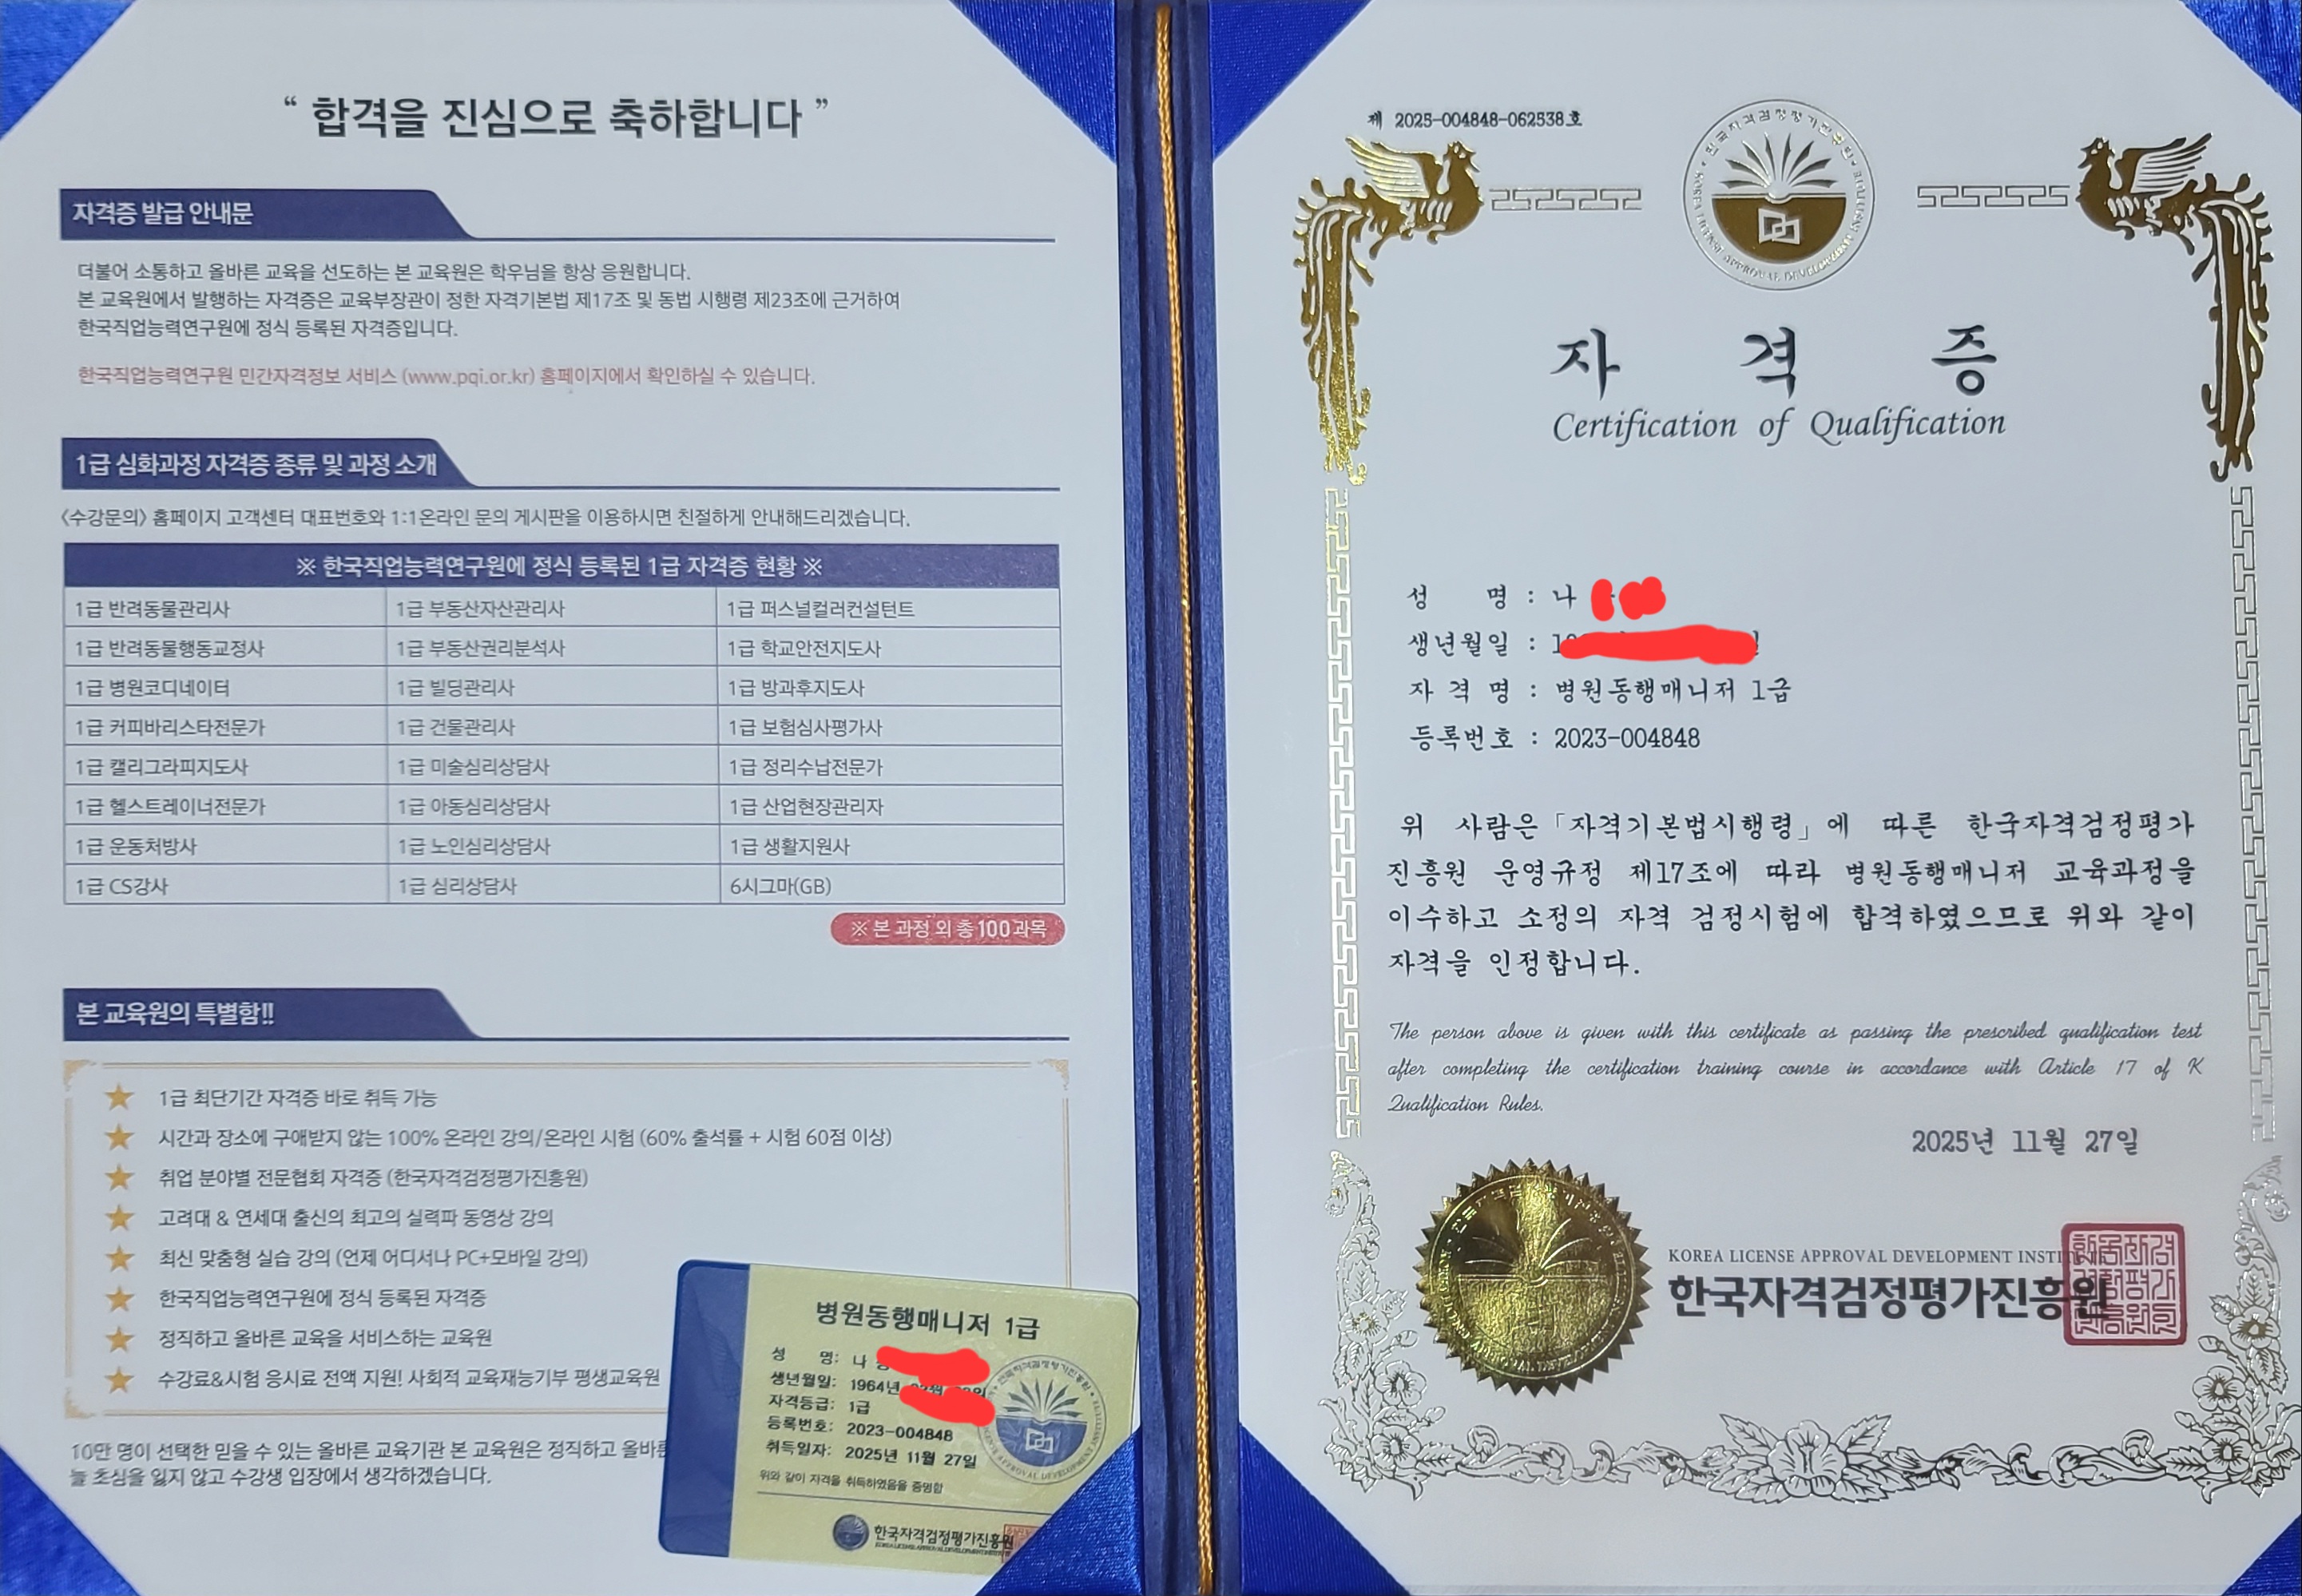 “ 합격을 진심으로 축하합니다 ”
자격증 발급 안내문
더불어 소통하고 올바른 교육을 선도하는 본 교육원은 학우님을 항상 응원합니다.
본 교육원에서 발행하는 자격증은 교육부장관이 정한 자격기본법 제17조 및 동법 시행령 제23조에 근거하여
한국직업능력연구원에 정식 등록된 자격증입니다.
한국직업능력연구원 민간자격정보 서비스 (www.pqi.or.kr) 홈페이지에서 확인하실 수 있습니다.
1급 심화과정 자격증 종류 및 과정 소개
〈수강문의〉 홈페이지 고객센터 대표번호와 1:1온라인 문의 게시판을 이용하시면 친절하게 안내해드리겠습니다.
※ 한국직업능력연구원에 정식 등록된 1급 자격증 현황 ※
1급 반려동물관리사 1급 부동산자산관리사 1급 퍼스널컬러컨설턴트
1급 반려동물행동교정사 1급 부동산권리분석사 1급 학교안전지도사
1급 병원코디네이터 1급 빌딩관리사 1급 방과후지도사
1급 커피바리스타전문가 1급 건물관리사 1급 보험심사평가사
1급 캘리그라피지도사 1급 미술심리상담사 1급 정리수납전문가
1급 헬스트레이너전문가 1급 아동심리상담사 1급 산업현장관리자
1급 운동처방사 1급 노인심리상담사 1급 생활지원사
1급 CS강사 1급 심리상담사 6시그마(GB)
※ 본 과정 외 총 100과목
본 교육원의 특별함!!
★ 1급 최단기간 자격증 바로 취득 가능
★ 시간과 장소에 구애받지 않는 100% 온라인 강의/온라인 시험 (60% 출석률 + 시험 60점 이상)
★ 취업 분야별 전문협회 자격증 (한국자격검정평가진흥원)
★ 고려대 & 연세대 출신의 최고의 실력파 동영상 강의
★ 최신 맞춤형 실습 강의 (언제 어디서나 PC+모바일 강의)
★ 한국직업능력연구원에 정식 등록된 자격증
★ 정직하고 올바른 교육을 서비스하는 교육원
★ 수강료&시험 응시료 전액 지원! 사회적 교육재능기부 평생교육원
10만 명이 선택한 믿을 수 있는 올바른 교육기관 본 교육원은 정직하고 올바른
늘 초심을 잃지 않고 수강생 입장에서 생각하겠습니다.
병원동행매니저 1급
성 명: 나
생년월일: 1964년
자격등급: 1급
등록번호: 2023-004848
취득일자: 2025년 11월 27일
위와 같이 자격을 취득하였음을 증명함
한국자격검정평가진흥원
KOREA LICENSE APPROVAL DEVELOPMENT
제 2025-004848-062538호
한국자격검정평가진흥원
KOREA LICENSE APPROVAL DEVELOPMENT
자 격 증
Certification of Qualification
성 명 : 나
생년월일 :
자 격 명 : 병원동행매니저 1급
등록번호 : 2023-004848
위 사람은 「자격기본법시행령」에 따른 한국자격검정평가
진흥원 운영규정 제17조에 따라 병원동행매니저 교육과정을
이수하고 소정의 자격 검정시험에 합격하였으므로 위와 같이
자격을 인정합니다.
The person above is given with this certificate as passing the prescribed qualification test
after completing the certification training course in accordance with Article 17 of K
Qualification Rules.
2025년 11월 27일
KOREA LICENSE APPROVAL DEVELOPMENT
한국자격검정평가진흥원